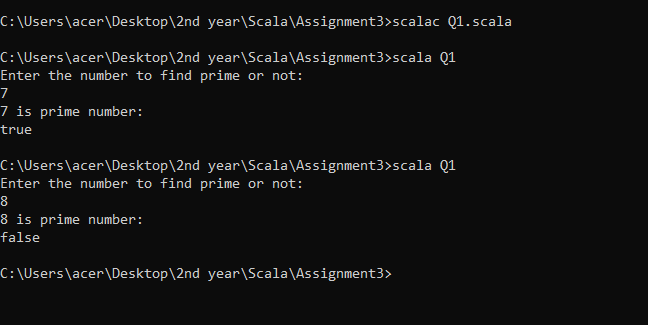 C:\Users\acer\Desktop\2nd year\Scala\Assignment3>scalac Q1.scala
C:\Users\acer\Desktop\2nd year\Scala\Assignment3>scala Q1
Enter the number to find prime or not:
7
7 is prime number:
true
C:\Users\acer\Desktop\2nd year\Scala\Assignment3>scala Q1
Enter the number to find prime or not:
8
8 is prime number:
false
C:\Users\acer\Desktop\2nd year\Scala\Assignment3>